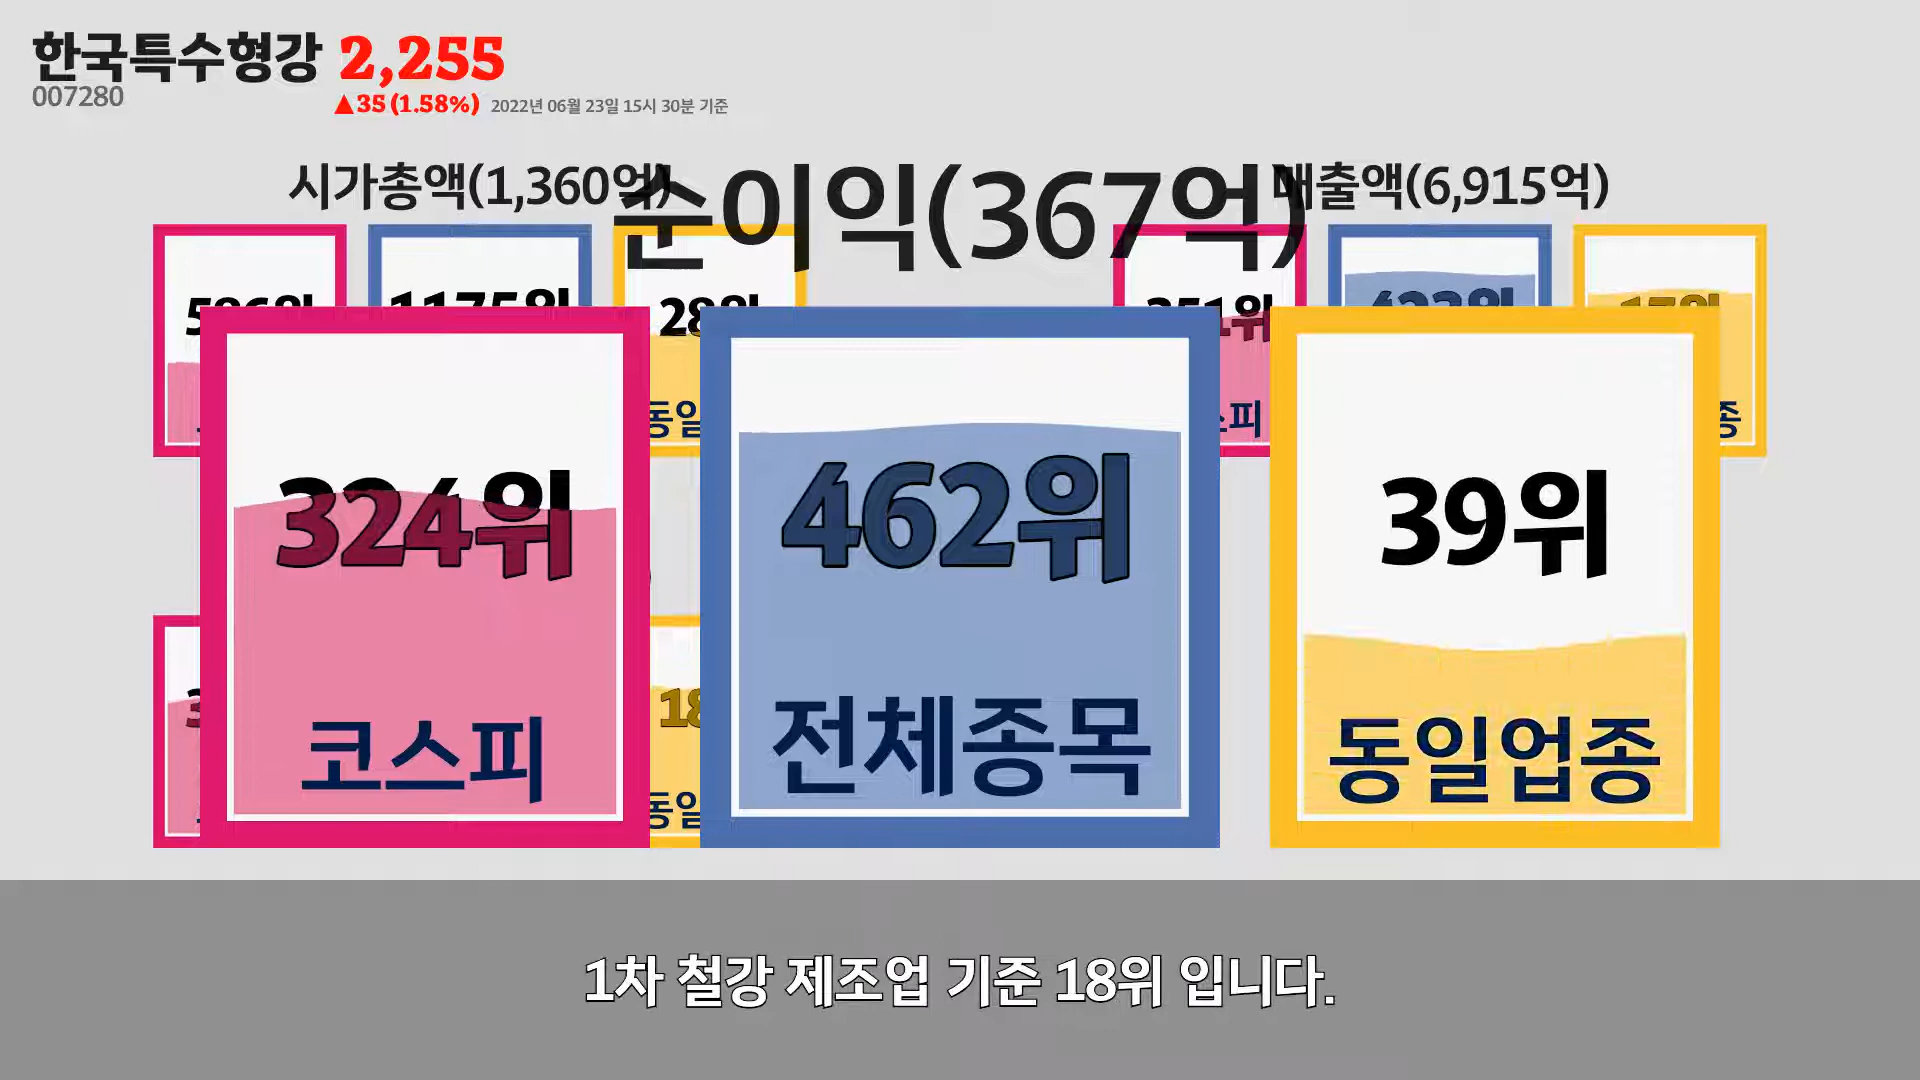 한국특수형강 2,255
007280
▲35 (1.58%) 2022년 06월 23일 15시 30분 기준
시가총액(1,360억)
순이익(367억)
매출액(6,915억)
324위
462위
39위
코스피
전체종목
동일업종
1차 철강 제조업 기준 18위 입니다.